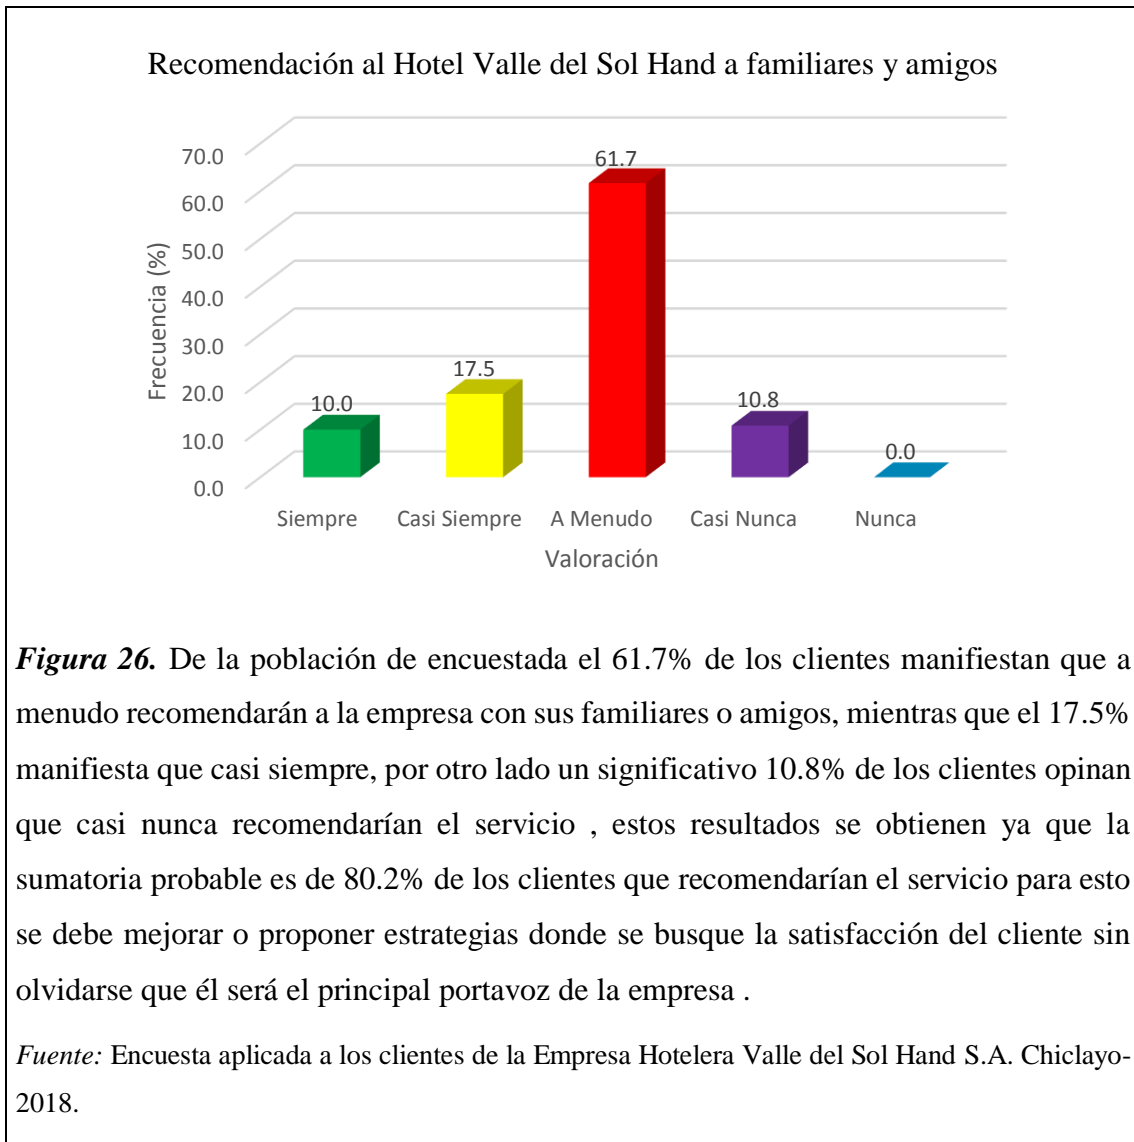 Recomendación al Hotel Valle del Sol Hand a familiares y amigos
70.0
60.0
50.0
40.0
30.0
20.0
10.0
0.0
Frecuencia (%)
10.0
17.5
61.7
10.8
0.0
Siempre
Casi Siempre
A Menudo
Casi Nunca
Nunca
Valoración
Figura 26. De la población de encuestada el 61.7% de los clientes manifiestan que a
menudo recomendarán a la empresa con sus familiares o amigos, mientras que el 17.5%
manifiesta que casi siempre, por otro lado un significativo 10.8% de los clientes opinan
que casi nunca recomendarían el servicio , estos resultados se obtienen ya que la
sumatoria probable es de 80.2% de los clientes que recomendarían el servicio para esto
se debe mejorar o proponer estrategias donde se busque la satisfacción del cliente sin
olvidarse que él será el principal portavoz de la empresa .
Fuente: Encuesta aplicada a los clientes de la Empresa Hotelera Valle del Sol Hand S.A. Chiclayo-
2018.